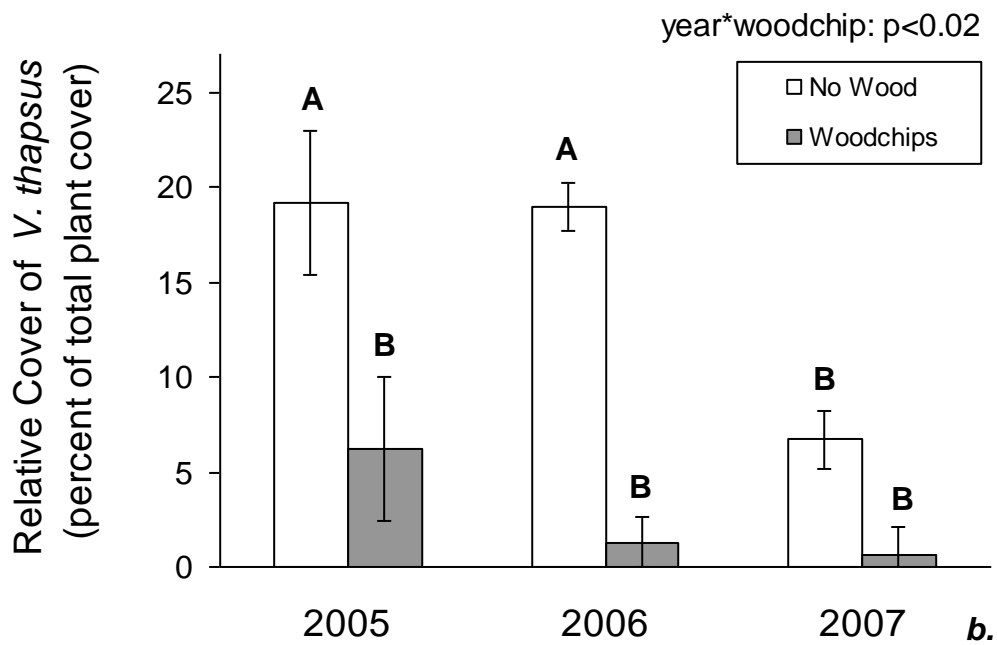 year*woodchip: p<0.02
No Wood
Woodchips
Relative Cover of V. thapsus
(percent of total plant cover)
25
20
15
10
5
0
A
B
A
B
B
B
2005
2006
2007
b.